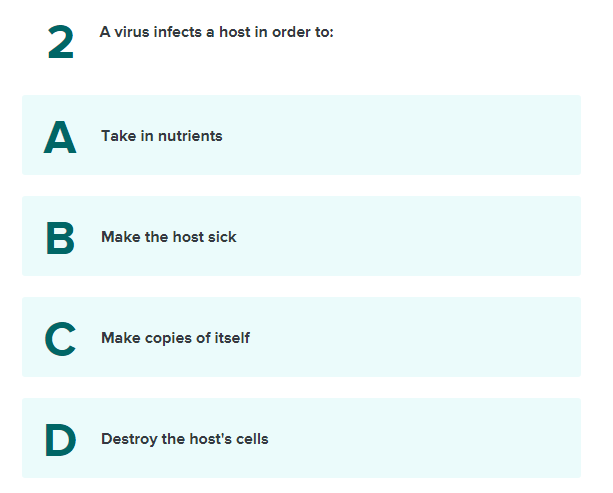 2 A virus infects a host in order to:
A Take in nutrients
B Make the host sick
C Make copies of itself
D Destroy the host's cells